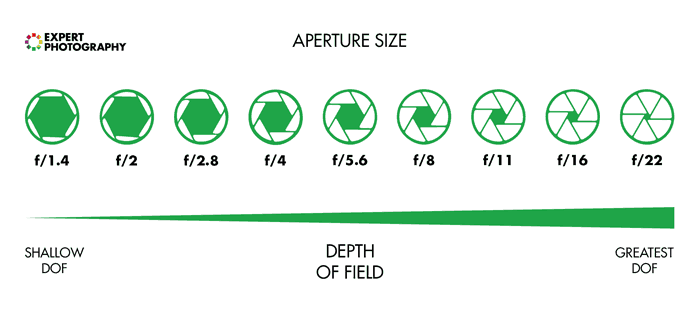 EXPERT
PHOTOGRAPHY
APERTURE SIZE
f/1.4 f/2 f/2.8 f/4 f/5.6 f/8 f/11 f/16 f/22
SHALLOW
DOF
DEPTH
OF FIELD
GREATEST
DOF